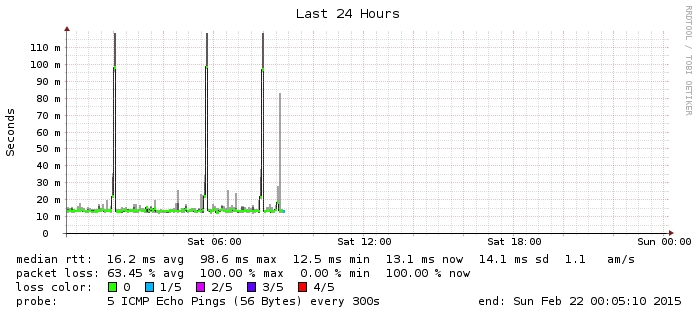 Last 24 Hours
RRDTOOL / TOBI OETIKER
Seconds
110 m
100 m
90 m
80 m
70 m
60 m
50 m
40 m
30 m
20 m
10 m
0
Sat 06:00 Sat 12:00 Sat 18:00 Sun 00:00
median rtt: 16.2 ms avg 98.6 ms max 12.5 ms min 13.1 ms now 14.1 ms sd 1.1 am/s
packet loss: 63.45 % avg 100.00 % max 0.00 % min 100.00 % now
loss color: 0 1/5 2/5 3/5 4/5
probe: 5 ICMP Echo Pings (56 Bytes) every 300s end: Sun Feb 22 00:05:10 2015